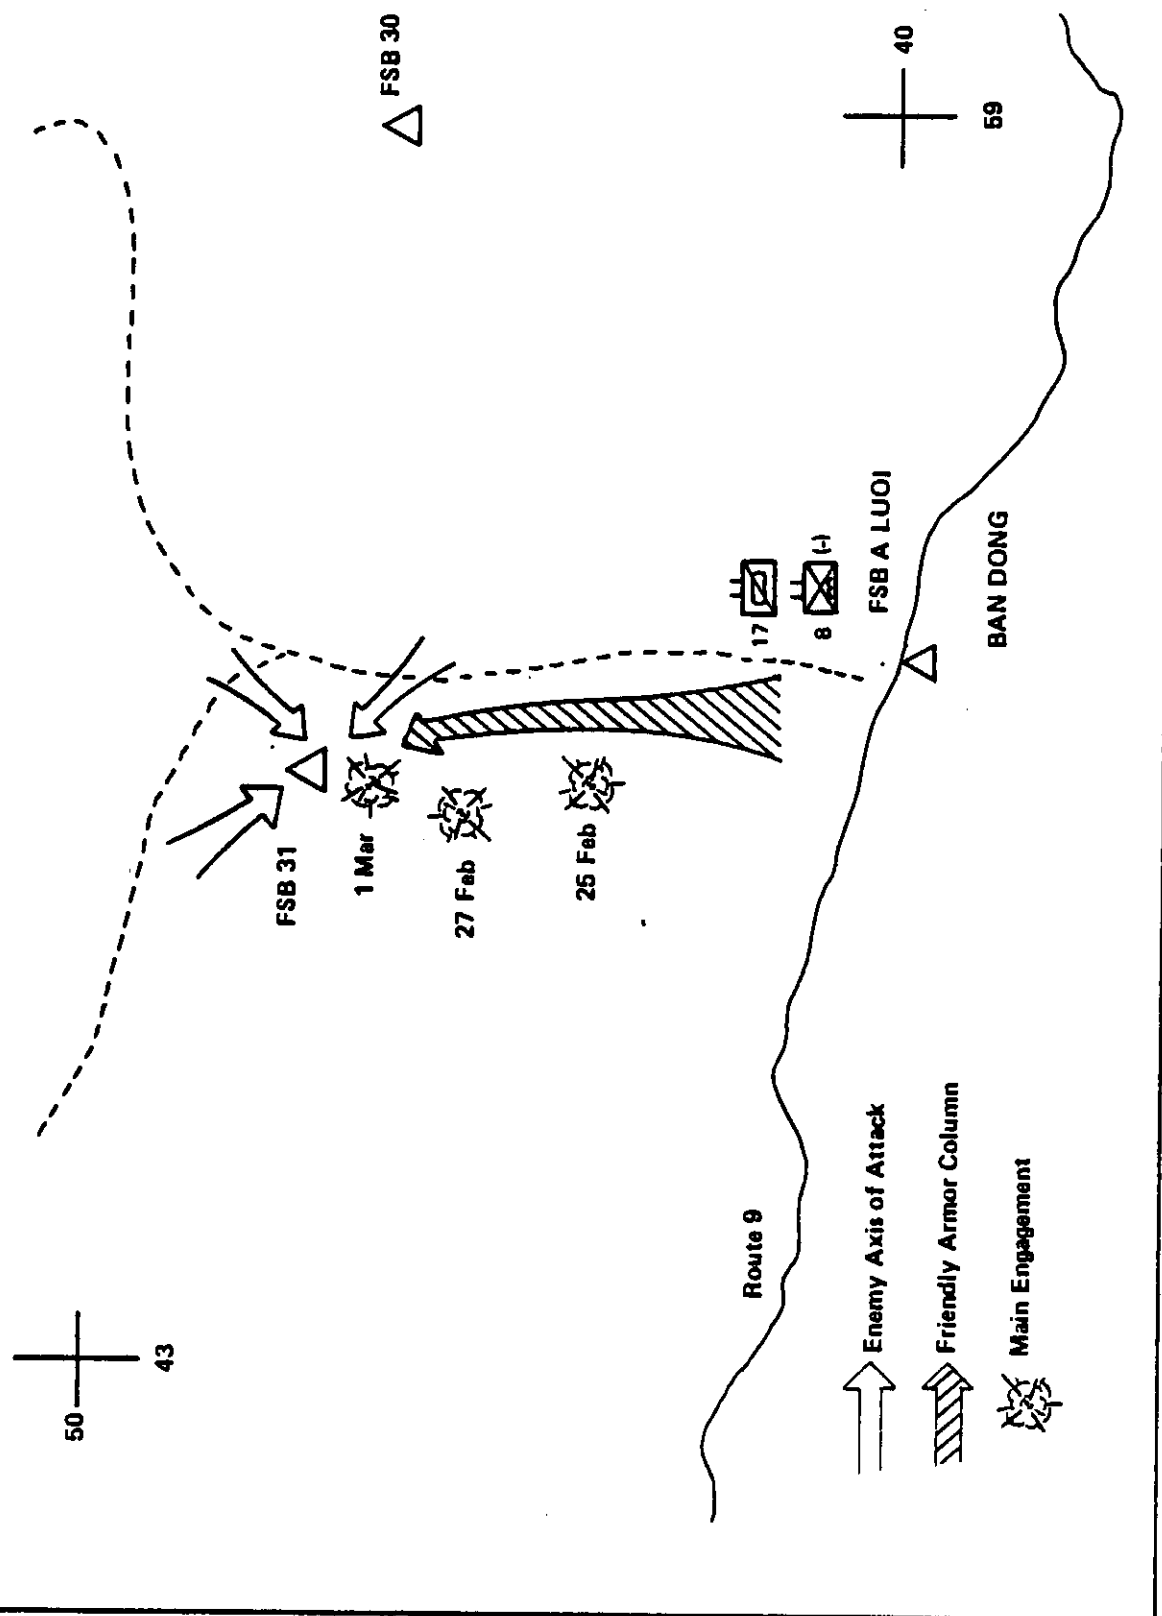 50
43
FSB 31
1 Mar
FSB 30
27 Feb
25 Feb
Route 9
17
8 (-)
FSB A LUOI
40
59
BAN DONG
Enemy Axis of Attack
Friendly Armor Column
Main Engagement